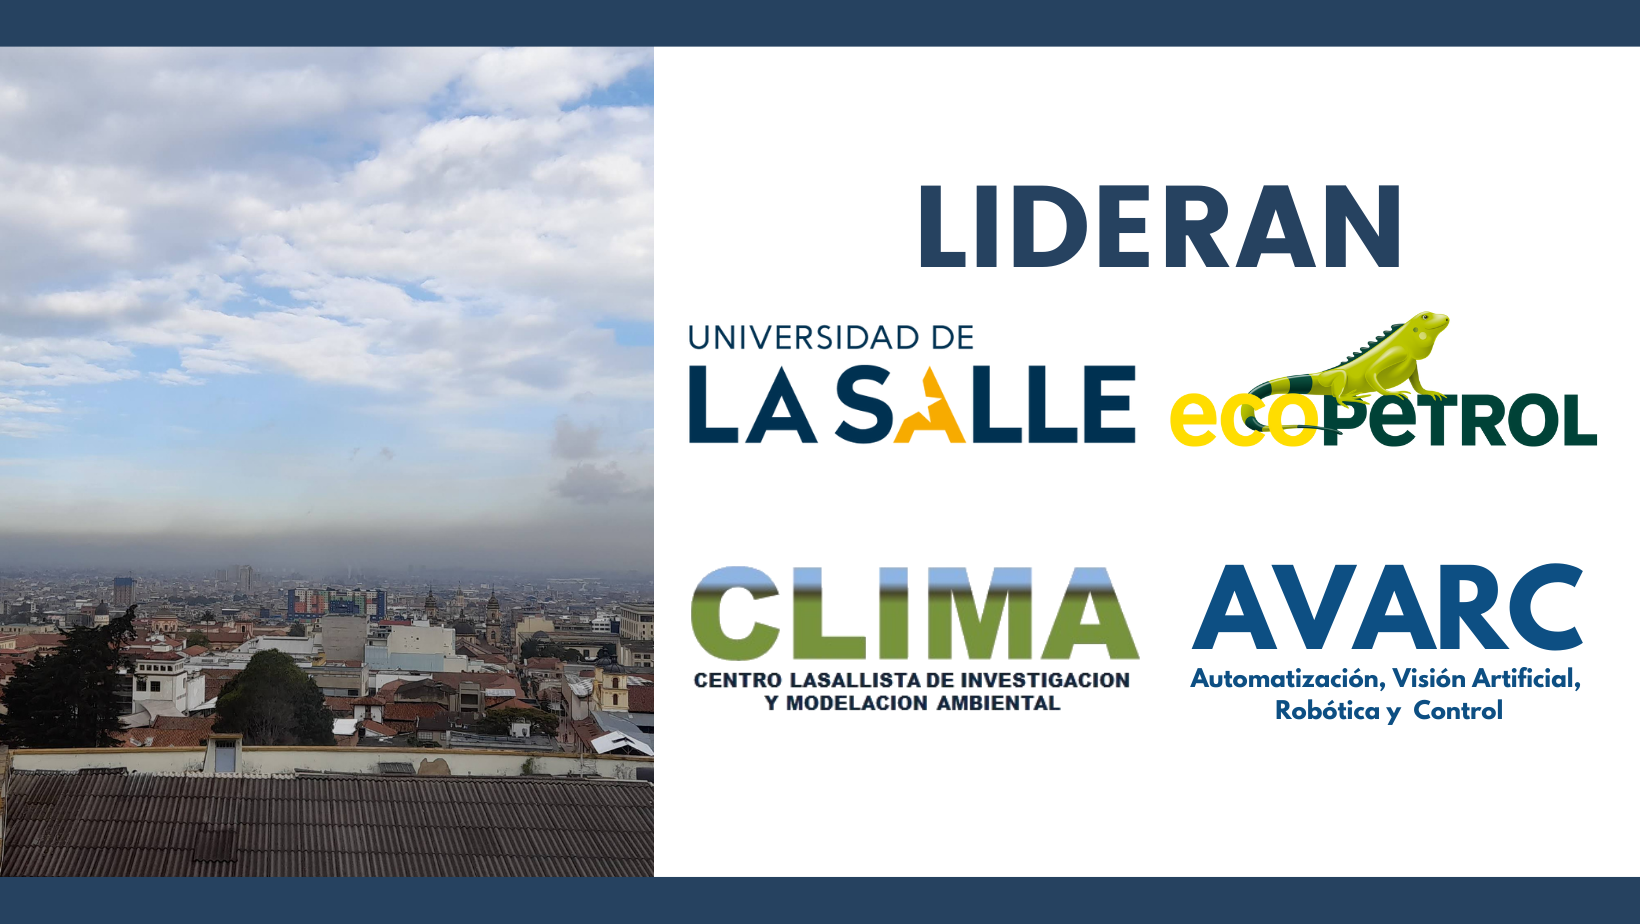 LIDERAN
UNIVERSIDAD DE
LA SALLE
ecoPeTROL
CLIMA
CENTRO LASALLISTA DE INVESTIGACION
Y MODELACION AMBIENTAL
AVARC
Automatización, Visión Artificial,
Robótica y Control